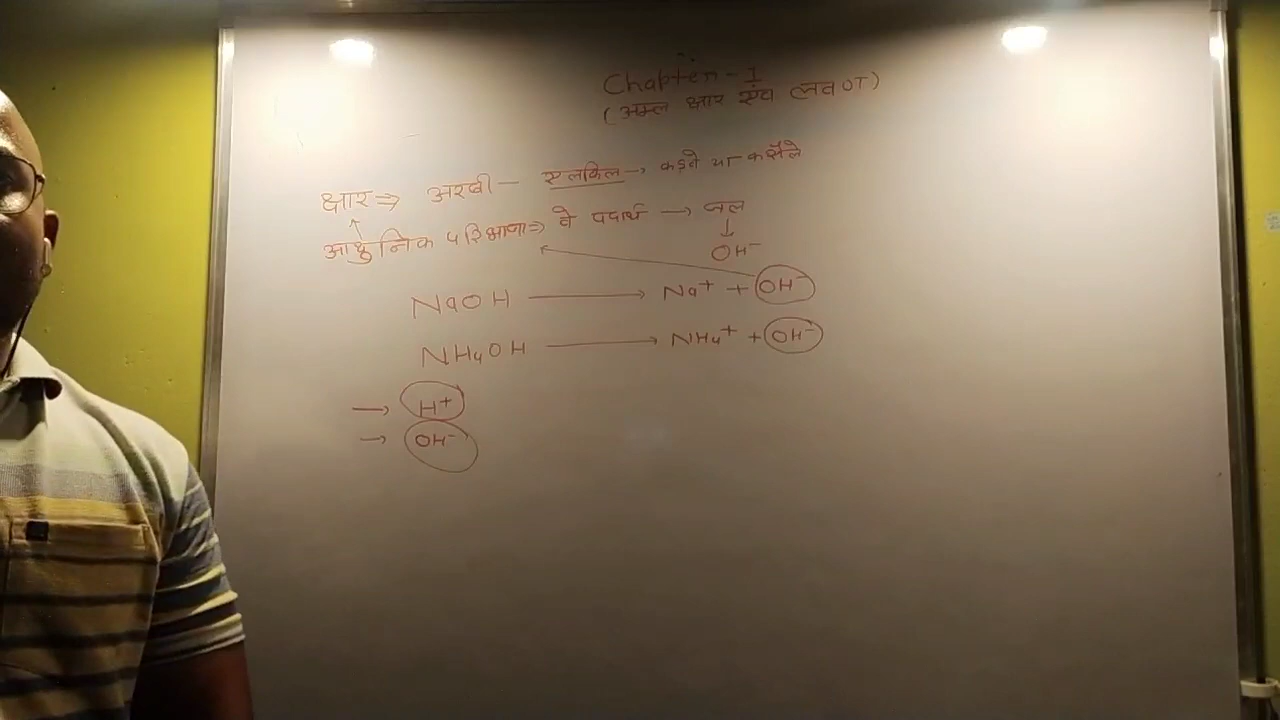 Chapter - 1
(अम्ल क्षार एंव लवण)
क्षार ⇒ अरबी - एलकिल → कड़वे या कसैले
आधुनिक परिभाषा ⇒ वे पदार्थ → जल
↓
OH⁻
NaOH → Na⁺ + OH⁻
NH₄OH → NH₄⁺ + OH⁻
→ H⁺
→ OH⁻